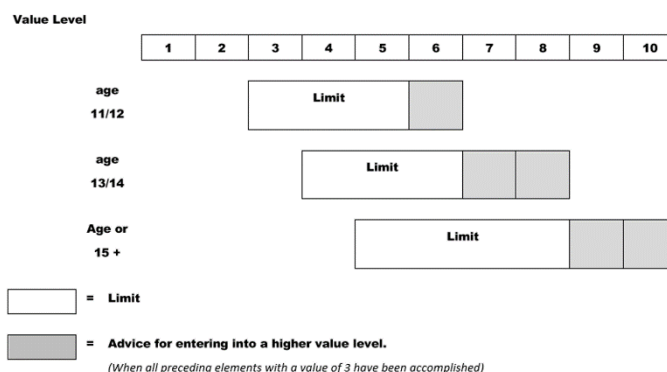 Value Level
1 2 3 4 5 6 7 8 9 10
age
11/12
Limit
age
13/14
Limit
Age or
15 +
Limit
= Limit
= Advice for entering into a higher value level.
(When all preceding elements with a value of 3 have been accomplished)